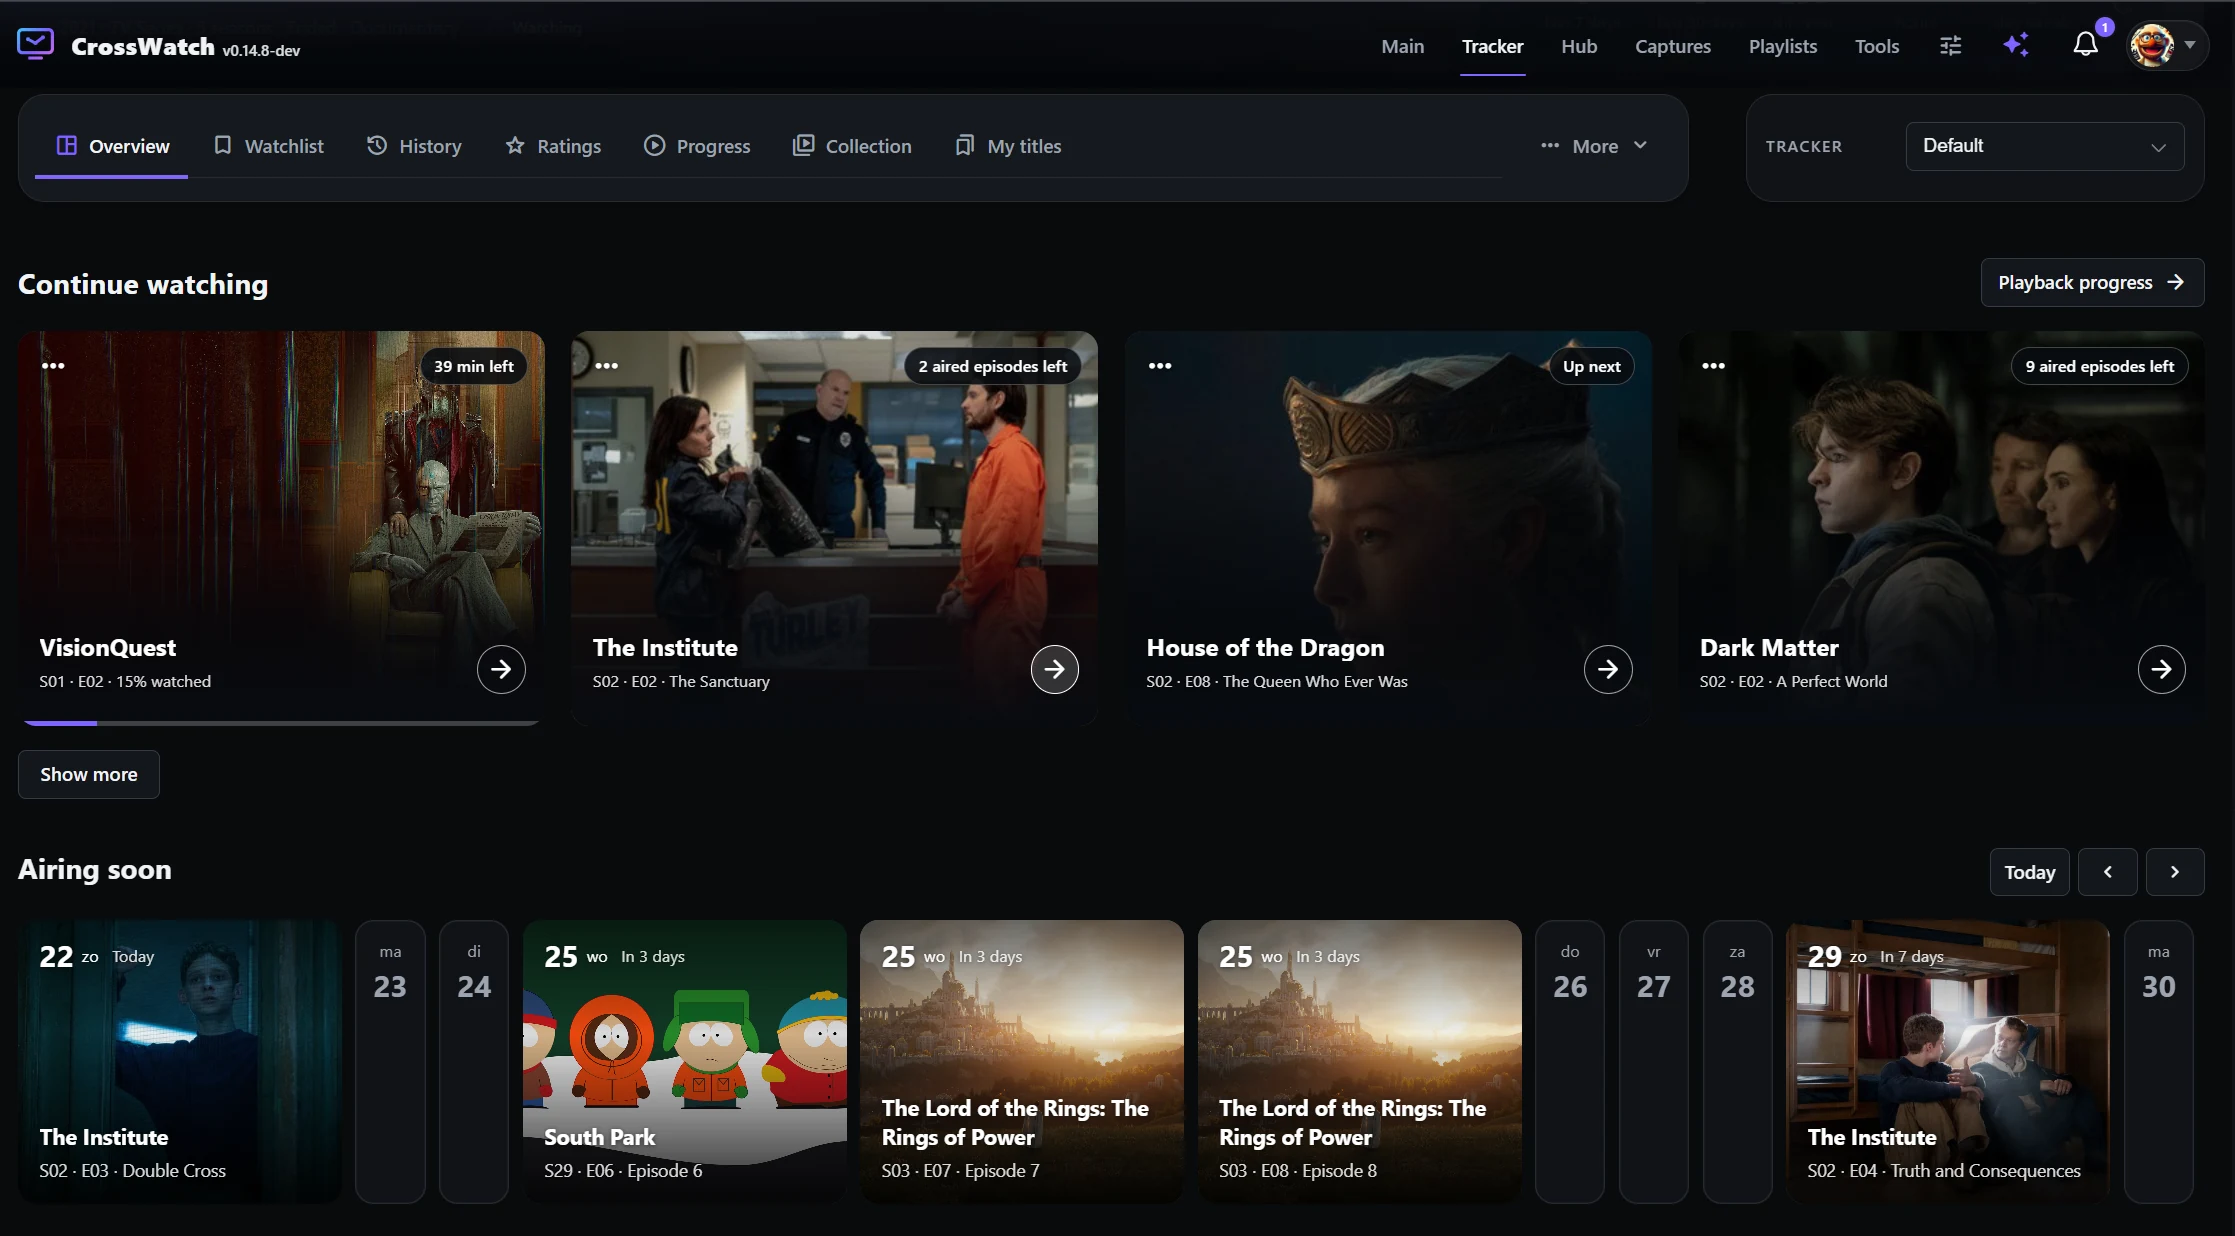 CrossWatch v0.14.8-dev
Main
Tracker
Hub
Captures
Playlists
Tools
1
Overview
Watchlist
History
Ratings
Progress
Collection
My titles
••• More
TRACKER
Default
Continue watching
Playback progress →
39 min left
VisionQuest
S01 · E02 · 15% watched
2 aired episodes left
The Institute
S02 · E02 · The Sanctuary
Up next
House of the Dragon
S02 · E08 · The Queen Who Ever Was
9 aired episodes left
Dark Matter
S02 · E02 · A Perfect World
Show more
Airing soon
Today
22 zo Today
The Institute
S02 · E03 · Double Cross
ma
23
di
24
25 wo In 3 days
South Park
S29 · E06 · Episode 6
25 wo In 3 days
The Lord of the Rings: The
Rings of Power
S03 · E07 · Episode 7
25 wo In 3 days
The Lord of the Rings: The
Rings of Power
S03 · E08 · Episode 8
do
26
vr
27
za
28
29 zo In 7 days
The Institute
S02 · E04 · Truth and Consequences
ma
30